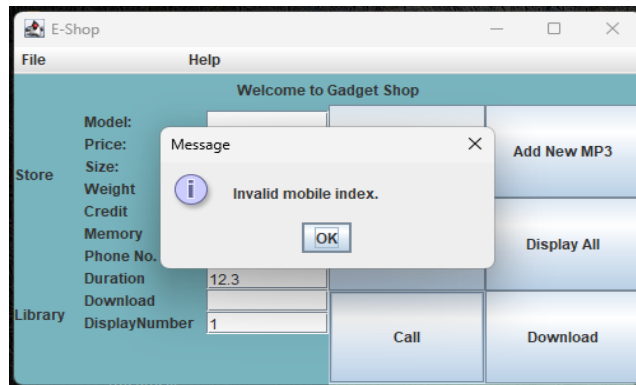 E-Shop
File Help
Welcome to Gadget Shop
Store
Library
Model:
Price:
Size:
Weight
Credit
Memory
Phone No.
Duration 12.3
Download
DisplayNumber 1
Message
Invalid mobile index.
OK
Add New MP3
Display All
Call
Download